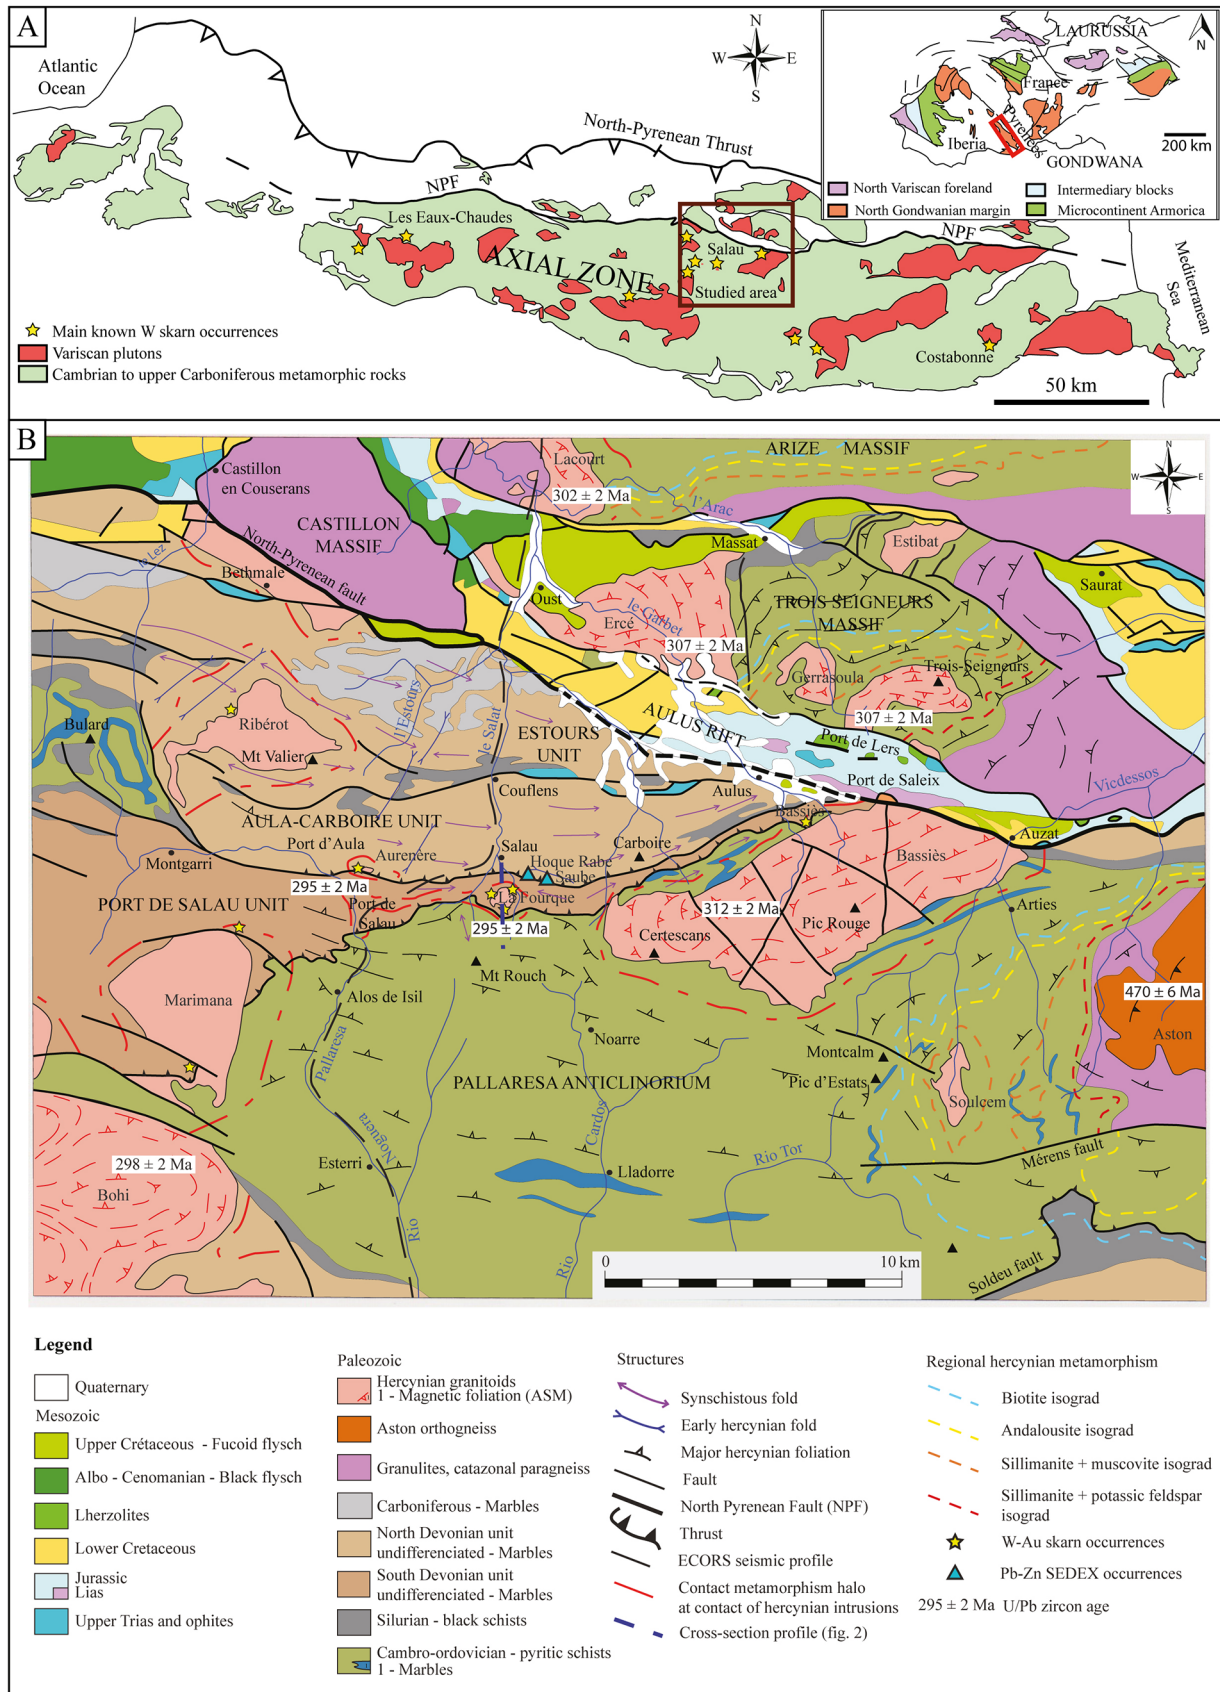 A
Atlantic
Ocean
N
W
E
S
North-Pyrenean Thrust
NPF
Les Eaux-Chaudes
AXIAL ZONE
Salau
Studied area
NPF
Costabonne
Mediterranean
Sea
50 km
Main known W skarn occurrences
Variscan plutons
Cambrian to upper Carboniferous metamorphic rocks
LAURUSSIA
N
France
Pyrenees
Iberia
GONDWANA
200 km
North Variscan foreland
Intermediary blocks
North Gondwanian margin
Microcontinent Armorica
B
Castillon
en Couserans
CASTILLON
MASSIF
North-Pyrenean fault
le Lez
Bethmale
Lacourt
302 ± 2 Ma
ARIZE MASSIF
l'Arac
Massat
Estibat
N
W
E
S
Saurat
Oust
Ercé
le Garbet
307 ± 2 Ma
TROIS SEIGNEURS
MASSIF
Gerrasoula
Trois-Seigneurs
307 ± 2 Ma
Bulard
Ribérot
Mt Valier
l'Estours
le Salat
ESTOURS
UNIT
AULUS RIFT
Port de Lers
Port de Saleix
Vicdessos
Couflens
Aulus
Bassiès
AULA-CARBOIRE UNIT
Port d'Aula
Aurenère
Salau
Hoque Rabe
Saube
Carboire
Bassiès
Auzat
Montgarri
295 ± 2 Ma
La Fourque
PORT DE SALAU UNIT
Port de
Salau
295 ± 2 Ma
312 ± 2 Ma
Pic Rouge
Certescans
Arties
Mt Rouch
Marimana
Alos de Isil
470 ± 6 Ma
Aston
Noarre
Montcalm
Pic d'Estats
PALLARESA ANTICLINORIUM
Soulcem
Pallaresa
Noguera
Rio
Cardos
Rio
Rio Tor
Mérens fault
298 ± 2 Ma
Bohi
Esterri
Lladorre
Soldeu fault
0
10 km
Legend
Quaternary
Mesozoic
Upper Crétaceous - Fucoid flysch
Albo - Cenomanian - Black flysch
Lherzolites
Lower Cretaceous
Jurassic
Lias
Upper Trias and ophites
Paleozoic
Hercynian granitoids
1 - Magnetic foliation (ASM)
Aston orthogneiss
Granulites, catazonal paragneiss
Carboniferous - Marbles
North Devonian unit
undifferenciated - Marbles
South Devonian unit
undifferenciated - Marbles
Silurian - black schists
Cambro-ordovician - pyritic schists
1 - Marbles
Structures
Synschistous fold
Early hercynian fold
Major hercynian foliation
Fault
North Pyrenean Fault (NPF)
Thrust
ECORS seismic profile
Contact metamorphism halo
at contact of hercynian intrusions
Cross-section profile (fig. 2)
Regional hercynian metamorphism
Biotite isograd
Andalousite isograd
Sillimanite + muscovite isograd
Sillimanite + potassic feldspar
isograd
W-Au skarn occurrences
Pb-Zn SEDEX occurrences
295 ± 2 Ma U/Pb zircon age